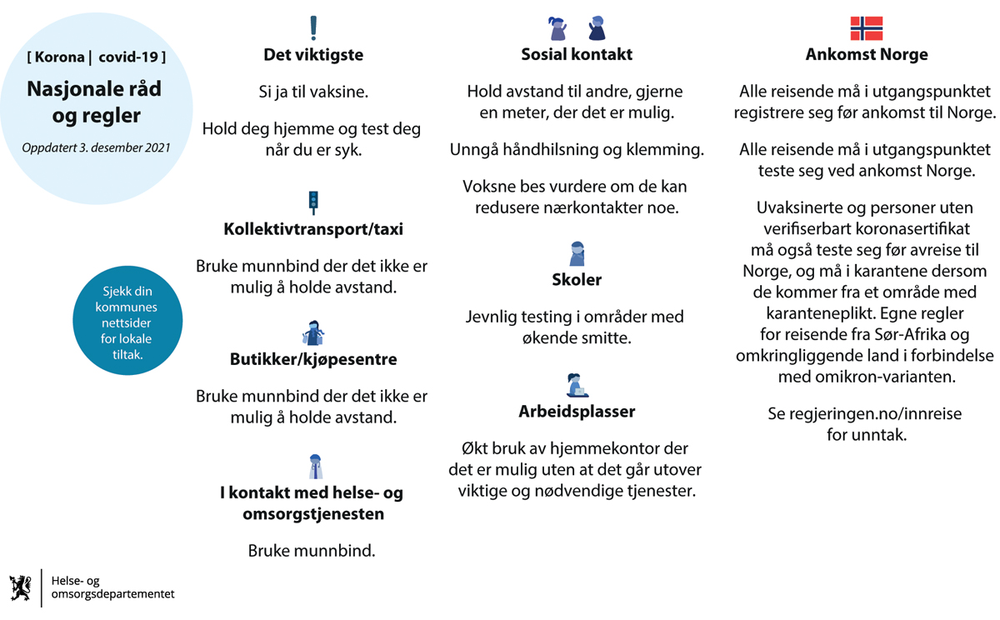 [ Korona | covid-19 ]
Nasjonale råd
og regler
Oppdatert 3. desember 2021
Sjekk din
kommunes
nettsider
for lokale
tiltak.
Det viktigste
Si ja til vaksine.
Hold deg hjemme og test deg
når du er syk.
Kollektivtransport/taxi
Bruke munnbind der det ikke er
mulig å holde avstand.
Butikker/kjøpesentre
Bruke munnbind der det ikke er
mulig å holde avstand.
I kontakt med helse- og
omsorgstjenesten
Bruke munnbind.
Sosial kontakt
Hold avstand til andre, gjerne
en meter, der det er mulig.
Unngå håndhilsning og klemming.
Voksne bes vurdere om de kan
redusere nærkontakter noe.
Skoler
Jevnlig testing i områder med
økende smitte.
Arbeidsplasser
Økt bruk av hjemmekontor der
det er mulig uten at det går utover
viktige og nødvendige tjenester.
Ankomst Norge
Alle reisende må i utgangspunktet
registrere seg før ankomst til Norge.
Alle reisende må i utgangspunktet
teste seg ved ankomst Norge.
Uvaksinerte og personer uten
verifiserbart koronasertifikat
må også teste seg før avreise til
Norge, og må i karantene dersom
de kommer fra et område med
karanteneplikt. Egne regler
for reisende fra Sør-Afrika og
omkringliggende land i forbindelse
med omikron-varianten.
Se regjeringen.no/innreise
for unntak.
Helse- og
omsorgsdepartementet